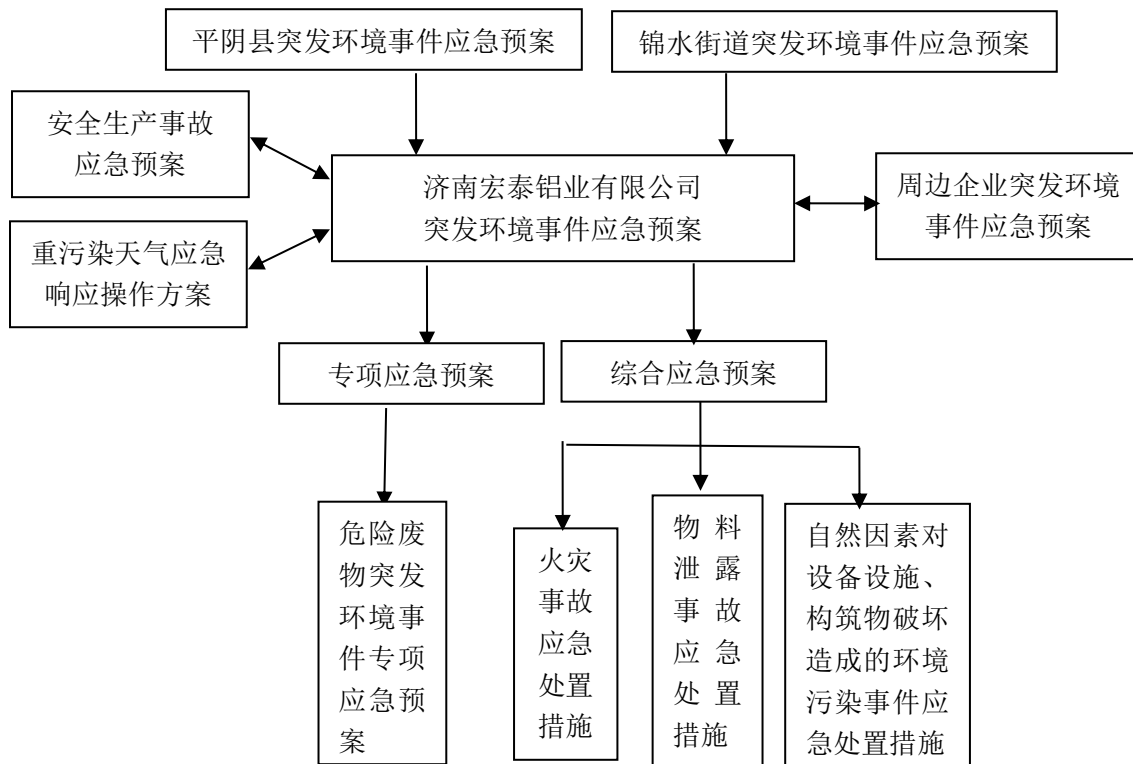 平阴县突发环境事件应急预案
锦水街道突发环境事件应急预案
安全生产事故
应急预案
济南宏泰铝业有限公司
突发环境事件应急预案
周边企业突发环境
事件应急预案
重污染天气应急
响应操作方案
专项应急预案
综合应急预案
危险废
物突发
环境事
件专项
应急预
案
火灾
事故
应急
处置
措施
物料
泄露
事故
应急
处置
措施
自然因素对
设备设施、
构筑物破坏
造成的环境
污染事件应
急处置措施